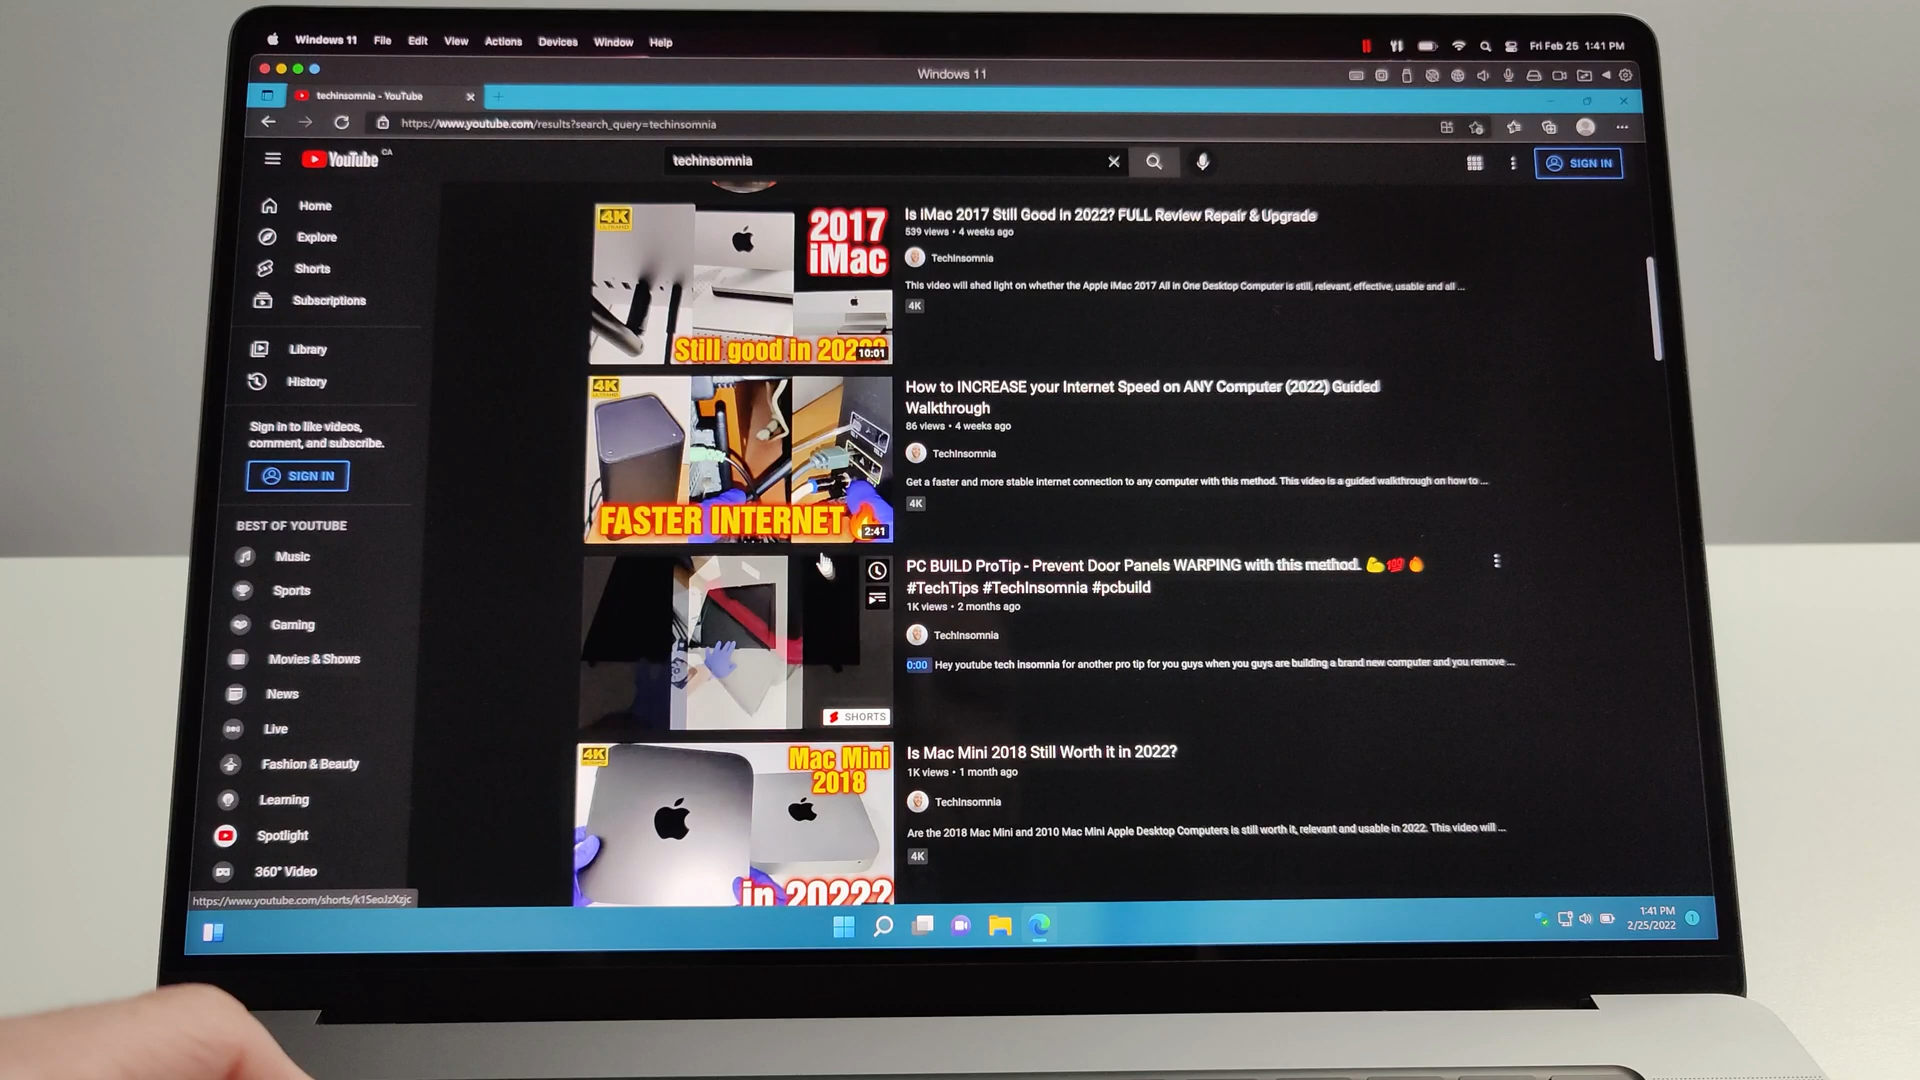 Windows 11 File Edit View Actions Devices Window Help
Fri Feb 25 1:41 PM
Windows 11
techinsomnia - YouTube
https://www.youtube.com/results?search_query=techinsomnia
YouTube CA
techinsomnia
SIGN IN
Home
Explore
Shorts
Subscriptions
Library
History
Sign in to like videos,
comment, and subscribe.
SIGN IN
BEST OF YOUTUBE
Music
Sports
Gaming
Movies & Shows
News
Live
Fashion & Beauty
Learning
Spotlight
360° Video
https://www.youtube.com/shorts/k1SeoJzXzjc
4K
ULTRAHD
2017
iMac
Still good in 202
10:01
Is iMac 2017 Still Good in 2022? FULL Review Repair & Upgrade
539 views • 4 weeks ago
TechInsomnia
This video will shed light on whether the Apple iMac 2017 All in One Desktop Computer is still, relevant, effective, usable and all ...
4K
4K
ULTRAHD
FASTER INTERNET
2:41
How to INCREASE your Internet Speed on ANY Computer (2022) Guided
Walkthrough
86 views • 4 weeks ago
TechInsomnia
Get a faster and more stable internet connection to any computer with this method. This video is a guided walkthrough on how to ...
4K
SHORTS
PC BUILD ProTip - Prevent Door Panels WARPING with this method. 💪💯🔥
#TechTips #TechInsomnia #pcbuild
1K views • 2 months ago
TechInsomnia
0:00 Hey youtube tech insomnia for another pro tip for you guys when you guys are building a brand new computer and you remove ...
4K
ULTRAHD
Mac Mini
2018
in 2022?
Is Mac Mini 2018 Still Worth it in 2022?
1K views • 1 month ago
TechInsomnia
Are the 2018 Mac Mini and 2010 Mac Mini Apple Desktop Computers is still worth it, relevant and usable in 2022. This video will ...
4K
1:41 PM
2/25/2022
1